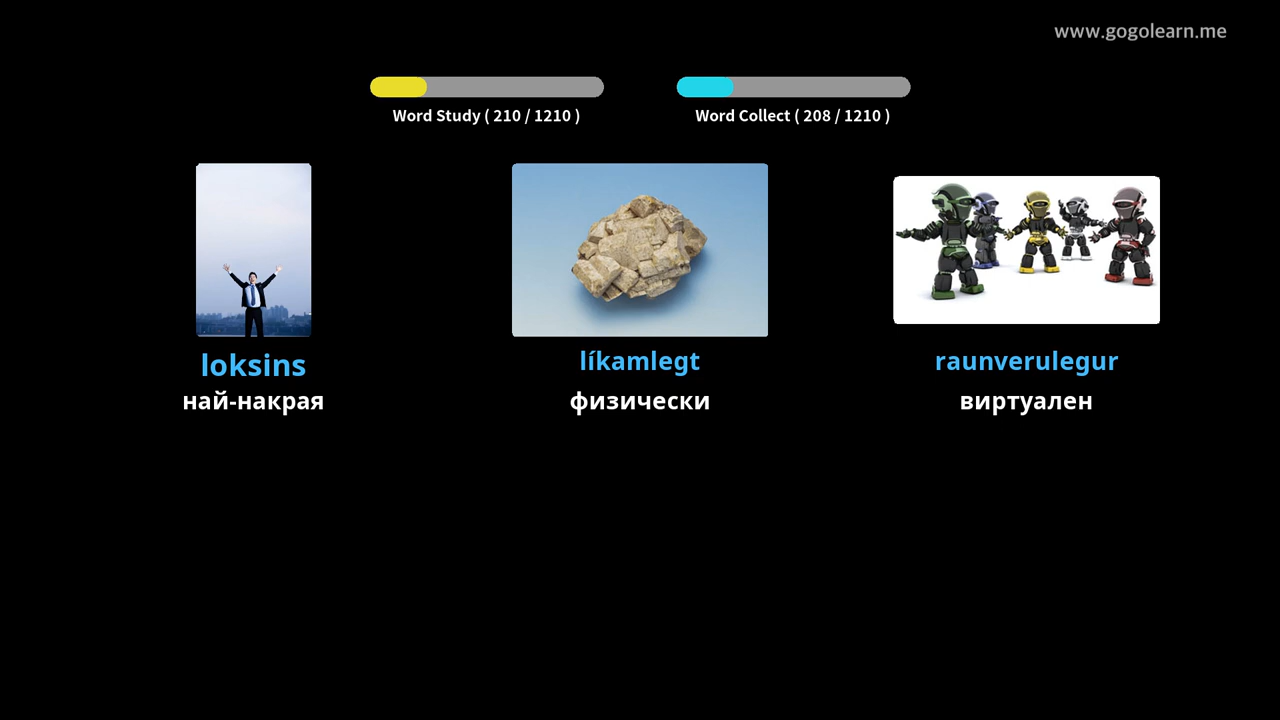 www.gogolearn.me
Word Study ( 210 / 1210 )
Word Collect ( 208 / 1210 )
loksins
най-накрая
líkamlegt
физически
raunverulegur
виртуален